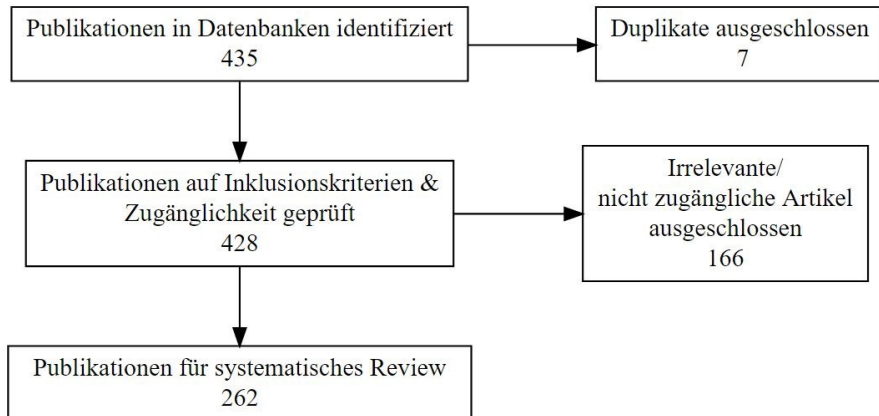 Publikationen in Datenbanken identifiziert
435
Duplikate ausgeschlossen
7
Publikationen auf Inklusionskriterien &
Zugänglichkeit geprüft
428
Irrelevante/
nicht zugängliche Artikel
ausgeschlossen
166
Publikationen für systematisches Review
262